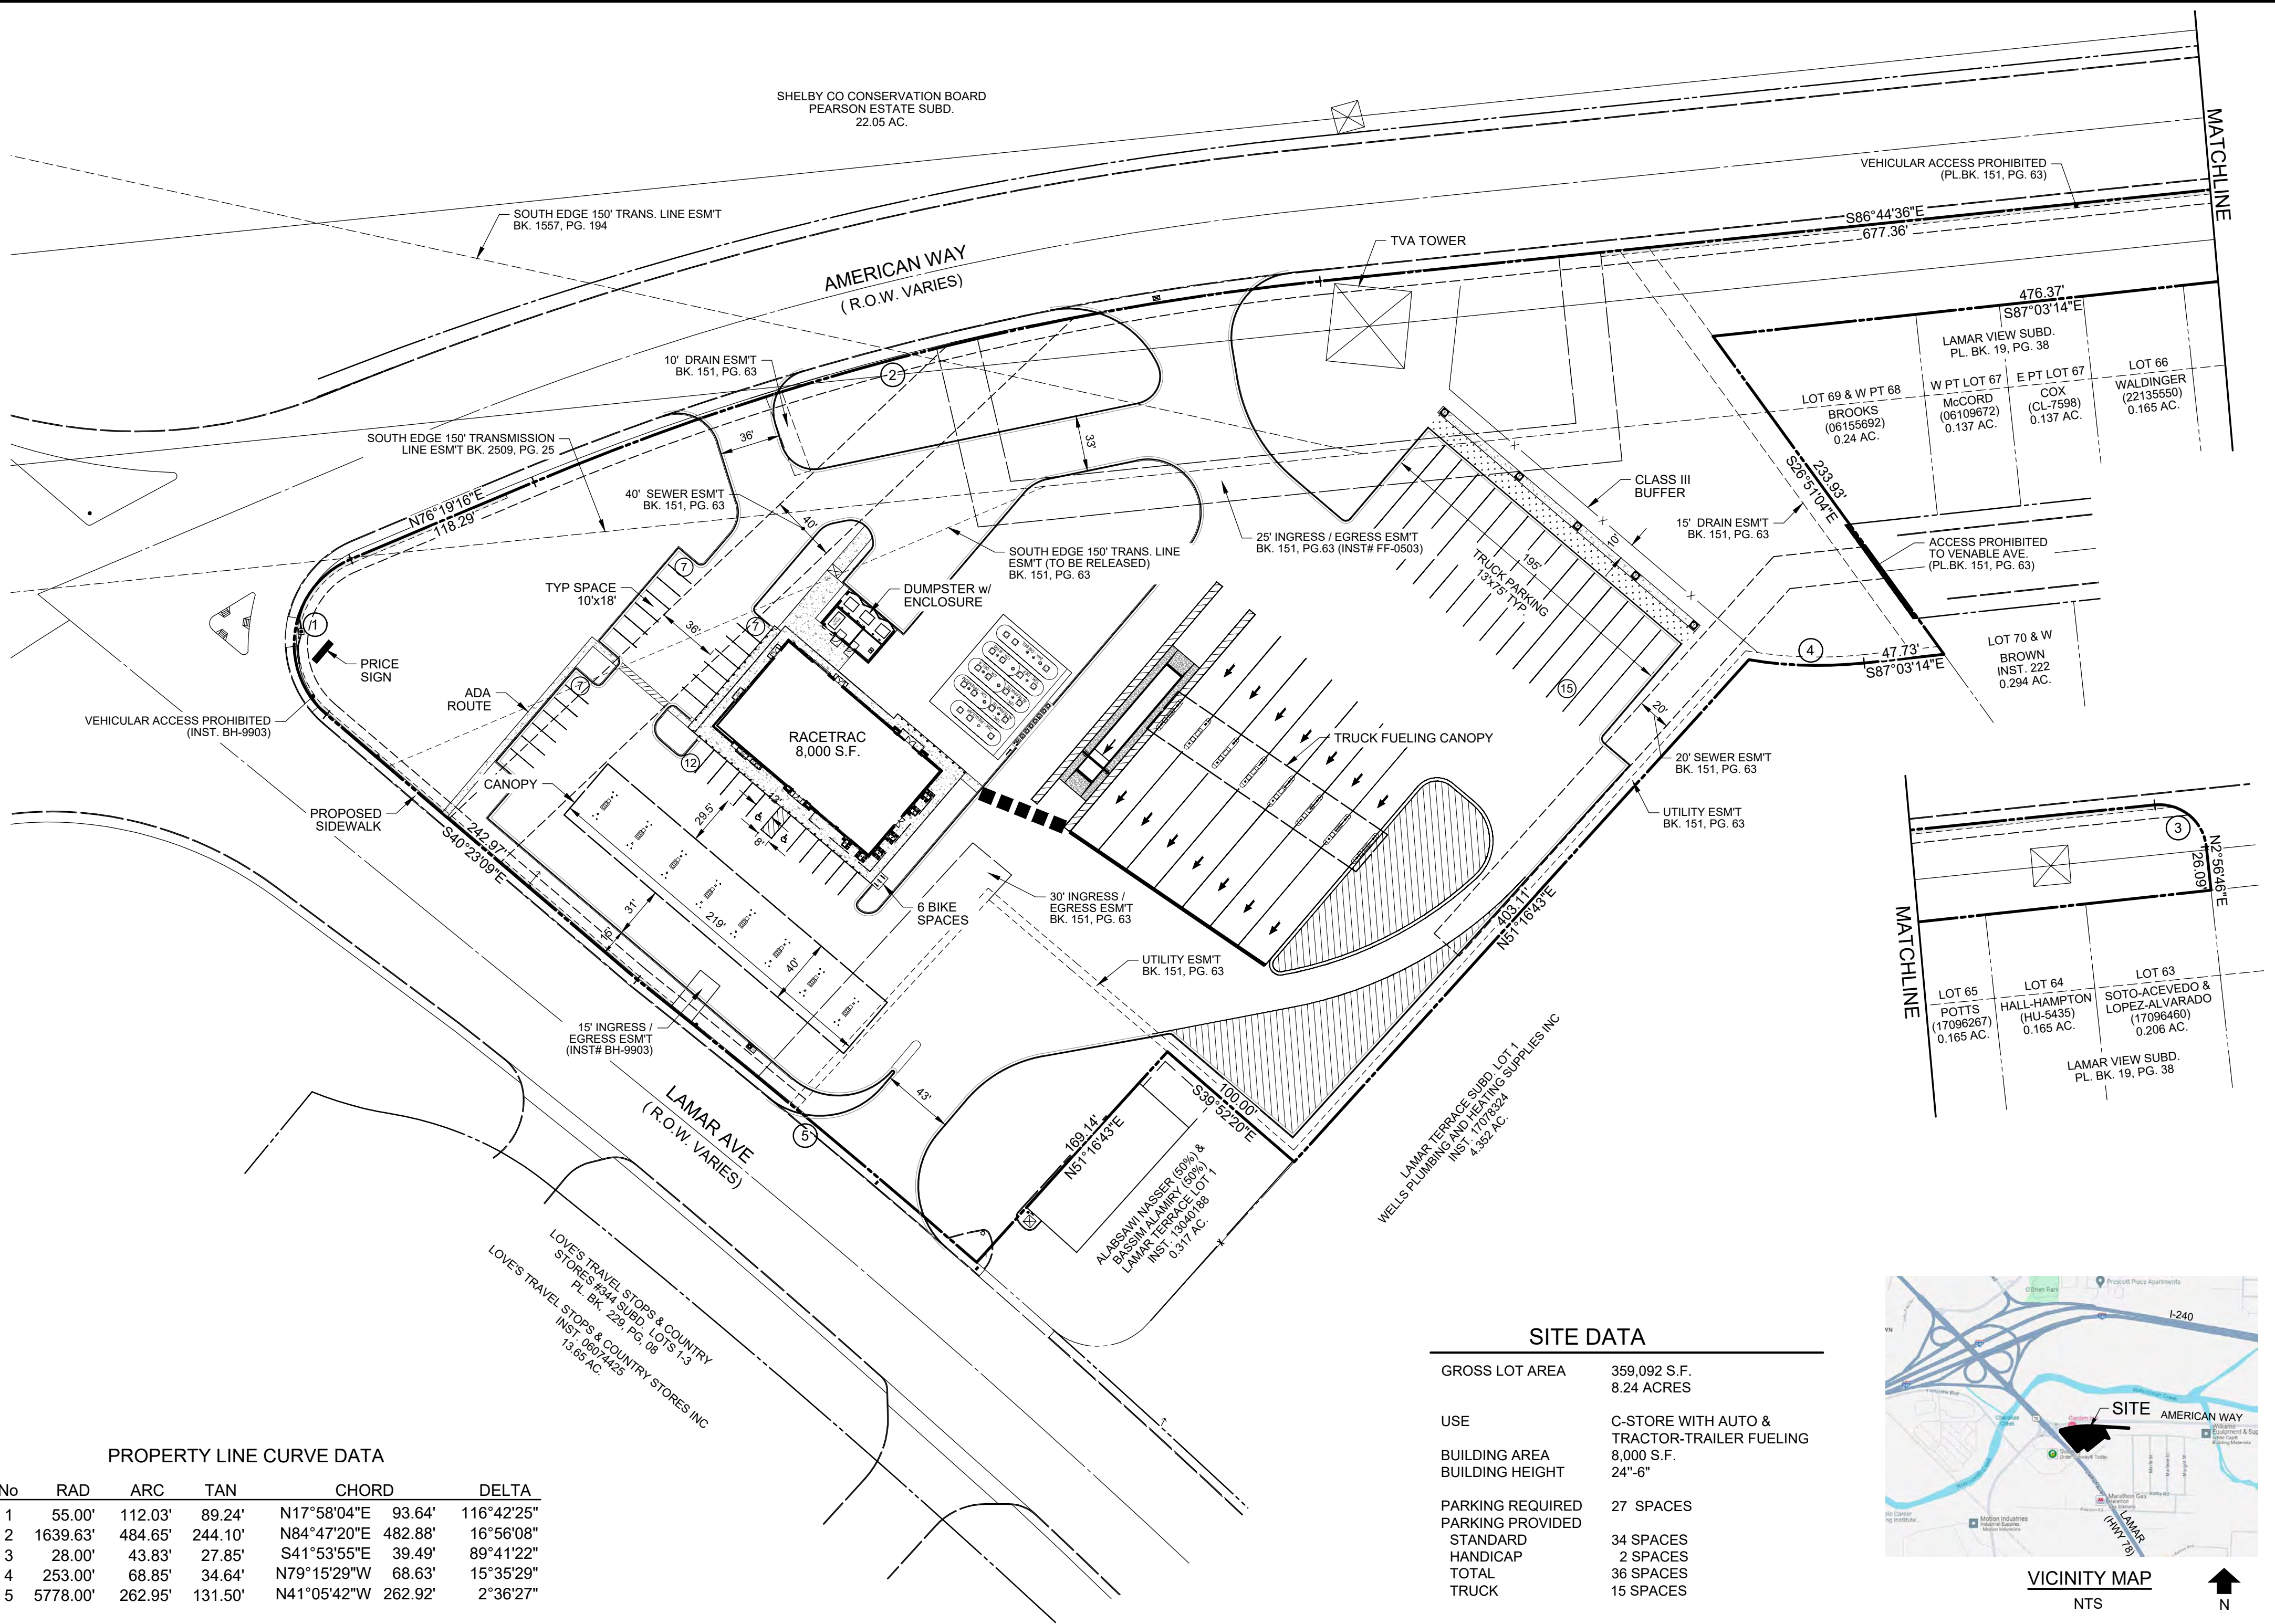 SHELBY CO CONSERVATION BOARD
PEARSON ESTATE SUBD.
22.05 AC.
MATCHLINE
VEHICULAR ACCESS PROHIBITED
(PL.BK. 151, PG. 63)
SOUTH EDGE 150' TRANS. LINE ESM'T
BK. 1557, PG. 194
S86°44'36"E
677.36'
TVA TOWER
AMERICAN WAY
( R.O.W. VARIES)
476.37'
S87°03'14"E
LAMAR VIEW SUBD.
PL. BK. 19, PG. 38
LOT 69 & W PT 68
BROOKS
(06155692)
0.24 AC.
W PT LOT 67
McCORD
(06109672)
0.137 AC.
E PT LOT 67
COX
(CL-7598)
0.137 AC.
LOT 66
WALDINGER
(22135550)
0.165 AC.
10' DRAIN ESM'T
BK. 151, PG. 63
2
36'
33'
SOUTH EDGE 150' TRANSMISSION
LINE ESM'T BK. 2509, PG. 25
40' SEWER ESM'T
BK. 151, PG. 63
40'
N76°19'16"E
118.29'
CLASS III
BUFFER
233.93'
S26°51'04"E
15' DRAIN ESM'T
BK. 151, PG. 63
10'
25' INGRESS / EGRESS ESM'T
BK. 151, PG.63 (INST# FF-0503)
SOUTH EDGE 150' TRANS. LINE
ESM'T (TO BE RELEASED)
BK. 151, PG. 63
ACCESS PROHIBITED
TO VENABLE AVE.
(PL.BK. 151, PG. 63)
195'
TRUCK PARKING
13'x75' TYP.
7
TYP SPACE
10'x18'
DUMPSTER w/
ENCLOSURE
1
7
36'
PRICE
SIGN
ADA
ROUTE
7
VEHICULAR ACCESS PROHIBITED
(INST. BH-9903)
LOT 70 & W
BROWN
INST. 222
0.294 AC.
4
47.73'
S87°03'14"E
15
20'
RACETRAC
8,000 S.F.
TRUCK FUELING CANOPY
12
20' SEWER ESM'T
BK. 151, PG. 63
CANOPY
PROPOSED
SIDEWALK
UTILITY ESM'T
BK. 151, PG. 63
29.5'
12'
8'
242.97'
S40°23'09"E
3
N2°56'46"E
26.09'
31'
15'
219'
40'
6 BIKE
SPACES
30' INGRESS /
EGRESS ESM'T
BK. 151, PG. 63
403.11'
N51°16'43"E
MATCHLINE
UTILITY ESM'T
BK. 151, PG. 63
LOT 65
POTTS
(17096267)
0.165 AC.
LOT 64
HALL-HAMPTON
(HU-5435)
0.165 AC.
LOT 63
SOTO-ACEVEDO &
LOPEZ-ALVARADO
(17096460)
0.206 AC.
LAMAR VIEW SUBD.
PL. BK. 19, PG. 38
15' INGRESS /
EGRESS ESM'T
(INST# BH-9903)
43'
LAMAR AVE
( R.O.W. VARIES)
5
100.00'
S39°52'20"E
169.14'
N51°16'43"E
LAMAR TERRACE SUBD. LOT 1
WELLS PLUMBING AND HEATING SUPPLIES INC
INST. 17078324
4.352 AC.
ALABSAWI NASSER (50%) &
BASSIM ALAMIRY (50%)
LAMAR TERRACE LOT 1
INST. 13040188
0.317 AC.
LOVE'S TRAVEL STOPS & COUNTRY
STORES #344 SUBD. LOTS 1-3
PL. BK. 229, PG. 08
LOVE'S TRAVEL STOPS & COUNTRY STORES INC
INST. 06074425
13.65 AC.
SITE DATA
GROSS LOT AREA 359,092 S.F.
8.24 ACRES
USE C-STORE WITH AUTO &
TRACTOR-TRAILER FUELING
BUILDING AREA 8,000 S.F.
BUILDING HEIGHT 24"-6"
PARKING REQUIRED 27 SPACES
PARKING PROVIDED
STANDARD 34 SPACES
HANDICAP 2 SPACES
TOTAL 36 SPACES
TRUCK 15 SPACES
PROPERTY LINE CURVE DATA
No RAD ARC TAN CHORD DELTA
1 55.00' 112.03' 89.24' N17°58'04"E 93.64' 116°42'25"
2 1639.63' 484.65' 244.10' N84°47'20"E 482.88' 16°56'08"
3 28.00' 43.83' 27.85' S41°53'55"E 39.49' 89°41'22"
4 253.00' 68.85' 34.64' N79°15'29"W 68.63' 15°35'29"
5 5778.00' 262.95' 131.50' N41°05'42"W 262.92' 2°36'27"
Prescott Place Apartments
O'Brien Park
I-240
SITE
AMERICAN WAY
Marathon Gas
Motion Industries
LAMAR
(HWY 78)
VICINITY MAP
NTS
N